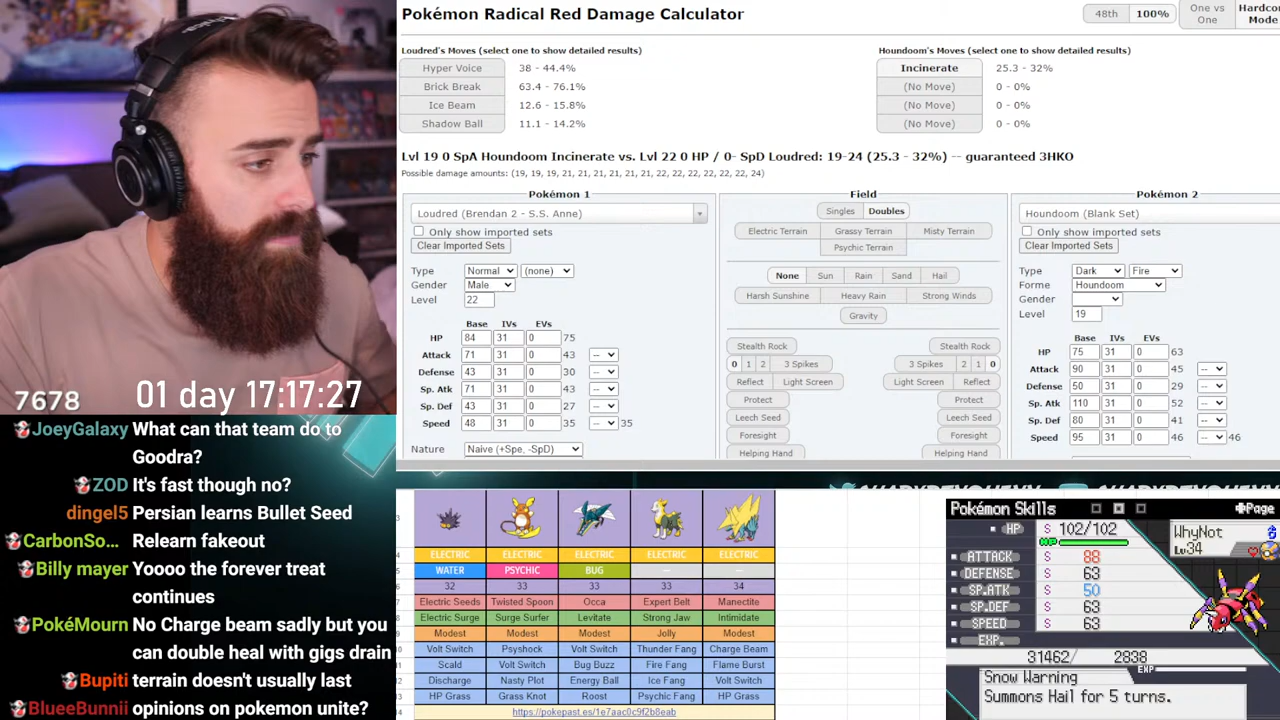 Pokémon Radical Red Damage Calculator
48th 100% One vs One Hardcore Mode
Loudred's Moves (select one to show detailed results)
Hyper Voice 38 - 44.4%
Brick Break 63.4 - 76.1%
Ice Beam 12.6 - 15.8%
Shadow Ball 11.1 - 14.2%
Houndoom's Moves (select one to show detailed results)
Incinerate 25.3 - 32%
(No Move) 0 - 0%
(No Move) 0 - 0%
(No Move) 0 - 0%
Lvl 19 0 SpA Houndoom Incinerate vs. Lvl 22 0 HP / 0- SpD Loudred: 19-24 (25.3 - 32%) -- guaranteed 3HKO
Possible damage amounts: (19, 19, 19, 21, 21, 21, 21, 21, 21, 22, 22, 22, 22, 22, 22, 24)
Pokémon 1
Loudred (Brendan 2 - S.S. Anne)
Only show imported sets
Clear Imported Sets
Type Normal (none)
Gender Male
Level 22
Base IVs EVs
HP 84 31 0 75
Attack 71 31 0 43 --
Defense 43 31 0 30 --
Sp. Atk 71 31 0 43 --
Sp. Def 43 31 0 27 --
Speed 48 31 0 35 -- 35
Nature Naive (+Spe, -SpD)
Field
Singles Doubles
Electric Terrain Grassy Terrain Misty Terrain
Psychic Terrain
None Sun Rain Sand Hail
Harsh Sunshine Heavy Rain Strong Winds
Gravity
Stealth Rock Stealth Rock
0 1 2 3 Spikes 3 Spikes 2 1 0
Reflect Light Screen Light Screen Reflect
Protect Protect
Leech Seed Leech Seed
Foresight Foresight
Helping Hand Helping Hand
Pokémon 2
Houndoom (Blank Set)
Only show imported sets
Clear Imported Sets
Type Dark Fire
Forme Houndoom
Gender
Level 19
Base IVs EVs
HP 75 31 0 63
Attack 90 31 0 45 --
Defense 50 31 0 29 --
Sp. Atk 110 31 0 52 --
Sp. Def 80 31 0 41 --
Speed 95 31 0 46 -- 46
7678 01 day 17:17:27
JoeyGalaxy What can that team do to
Goodra?
ZOD It's fast though no?
dingel5 Persian learns Bullet Seed
CarbonSo... Relearn fakeout
Billy mayer Yoooo the forever treat
continues
PokéMourn No Charge beam sadly but you
can double heal with gigs drain
Bupiti terrain doesn't usually last
BlueeBunnii opinions on pokemon unite?
ELECTRIC ELECTRIC ELECTRIC ELECTRIC ELECTRIC
WATER PSYCHIC BUG --- ---
32 33 33 33 34
Electric Seeds Twisted Spoon Occa Expert Belt Manectite
Electric Surge Surge Surfer Levitate Strong Jaw Intimidate
Modest Modest Modest Jolly Modest
Volt Switch Psyshock Volt Switch Thunder Fang Charge Beam
Scald Volt Switch Bug Buzz Fire Fang Flame Burst
Discharge Nasty Plot Energy Ball Ice Fang Volt Switch
HP Grass Grass Knot Roost Psychic Fang HP Grass
https://pokepast.es/1e7aac0c9f2b8eab
Pokémon Skills Page
HP 102/102
HP
WhyNot
Lv34
ATTACK S 88
DEFENSE S
SP.ATK S
SP.DEF S 63
SPEED S 63
EXP.
31462/ 2838
EXP
Snow Warning
Summons Hail for 5 turns.